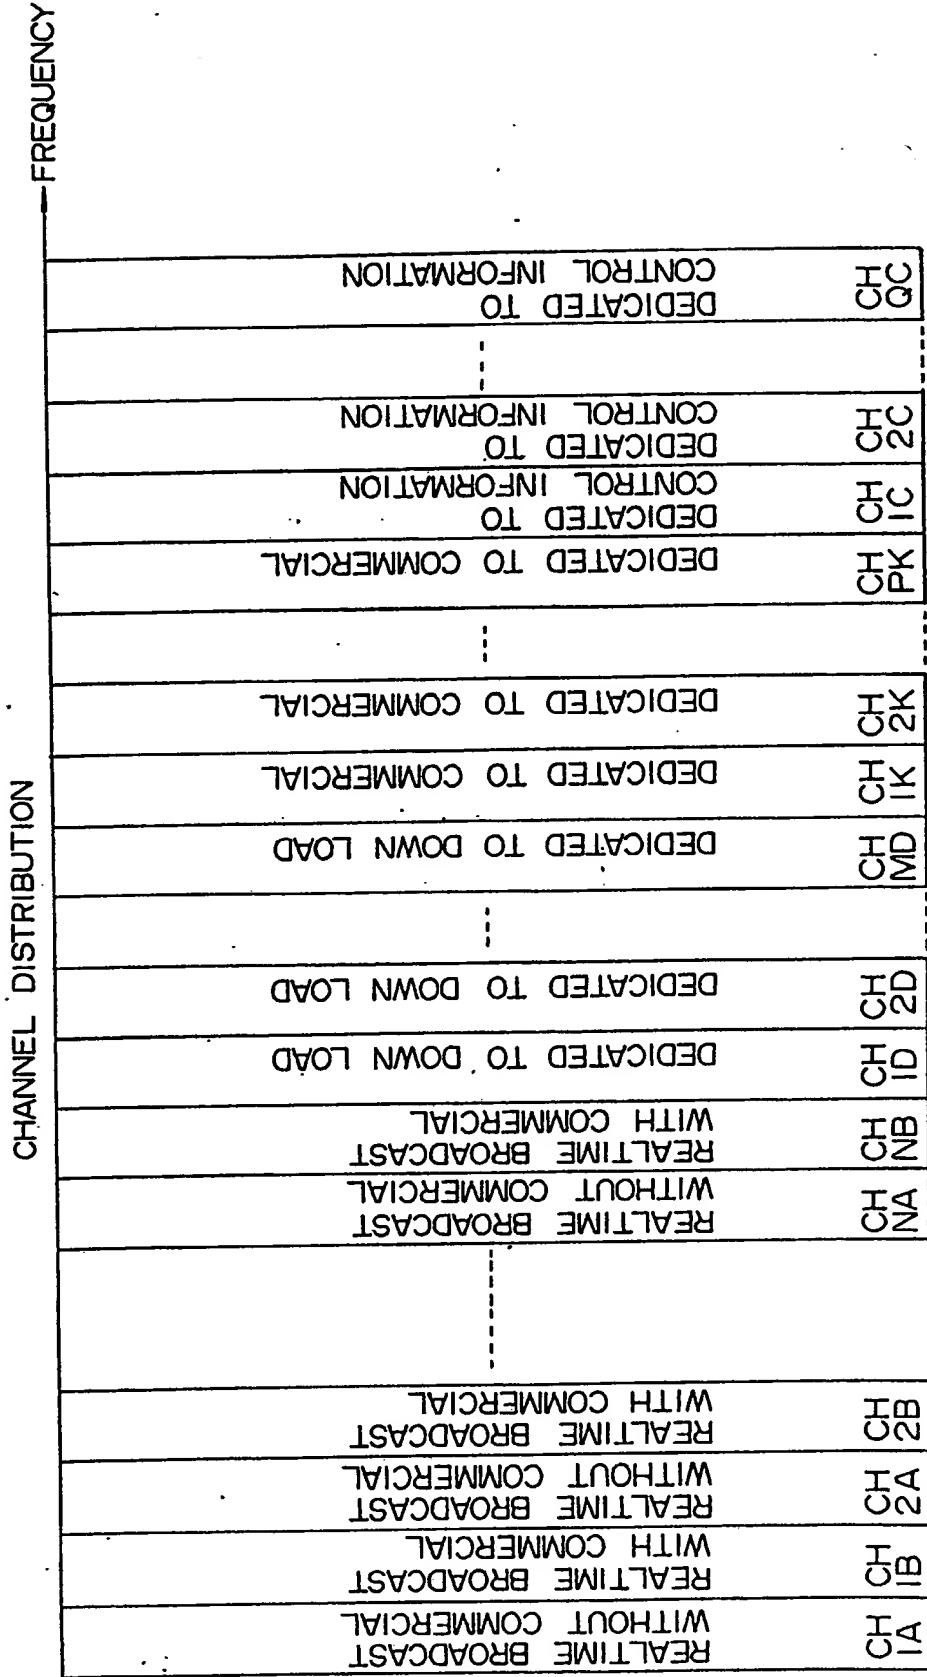 CHANNEL DISTRIBUTION
FREQUENCY
CH
1A
REALTIME BROADCAST
WITHOUT COMMERCIAL
CH
1B
REALTIME BROADCAST
WITH COMMERCIAL
CH
2A
REALTIME BROADCAST
WITHOUT COMMERCIAL
CH
2B
REALTIME BROADCAST
WITH COMMERCIAL
CH
NA
REALTIME BROADCAST
WITHOUT COMMERCIAL
CH
NB
REALTIME BROADCAST
WITH COMMERCIAL
CH
1D
DEDICATED TO DOWN LOAD
CH
2D
DEDICATED TO DOWN LOAD
CH
MD
DEDICATED TO DOWN LOAD
CH
1K
DEDICATED TO COMMERCIAL
CH
2K
DEDICATED TO COMMERCIAL
CH
PK
DEDICATED TO COMMERCIAL
CH
1C
DEDICATED TO
CONTROL INFORMATION
CH
2C
DEDICATED TO
CONTROL INFORMATION
CH
QC
DEDICATED TO
CONTROL INFORMATION